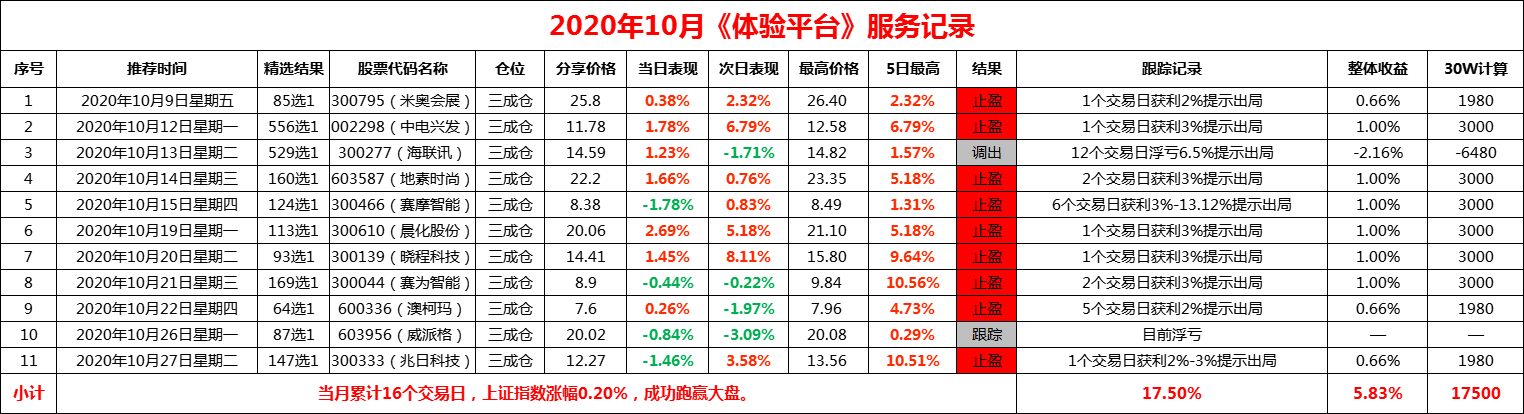 2020年10月《体验平台》服务记录
序号 推荐时间 精选结果 股票代码名称 仓位 分享价格 当日表现 次日表现 最高价格 5日最高 结果 跟踪记录 整体收益 30W计算
1 2020年10月9日星期五 85选1 300795（米奥会展） 三成仓 25.8 0.38% 2.32% 26.40 2.32% 止盈 1个交易日获利2%提示出局 0.66% 1980
2 2020年10月12日星期一 556选1 002298（中电兴发） 三成仓 11.78 1.78% 6.79% 12.58 6.79% 止盈 1个交易日获利3%提示出局 1.00% 3000
3 2020年10月13日星期二 529选1 300277（海联讯） 三成仓 14.59 1.23% -1.71% 14.82 1.57% 调出 12个交易日浮亏6.5%提示出局 -2.16% -6480
4 2020年10月14日星期三 160选1 603587（地素时尚） 三成仓 22.2 1.66% 0.76% 23.35 5.18% 止盈 2个交易日获利3%提示出局 1.00% 3000
5 2020年10月15日星期四 124选1 300466（赛摩智能） 三成仓 8.38 -1.78% 0.83% 8.49 1.31% 止盈 6个交易日获利3%-13.12%提示出局 1.00% 3000
6 2020年10月19日星期一 113选1 300610（晨化股份） 三成仓 20.06 2.69% 5.18% 21.10 5.18% 止盈 1个交易日获利3%提示出局 1.00% 3000
7 2020年10月20日星期二 93选1 300139（晓程科技） 三成仓 14.41 1.45% 8.11% 15.80 9.64% 止盈 1个交易日获利3%提示出局 1.00% 3000
8 2020年10月21日星期三 169选1 300044（赛为智能） 三成仓 8.9 -0.44% -0.22% 9.84 10.56% 止盈 2个交易日获利3%提示出局 1.00% 3000
9 2020年10月22日星期四 64选1 600336（澳柯玛） 三成仓 7.6 0.26% -1.97% 7.96 4.73% 止盈 5个交易日获利2%提示出局 0.66% 1980
10 2020年10月26日星期一 87选1 603956（威派格） 三成仓 20.02 -0.84% -3.09% 20.08 0.29% 跟踪 目前浮亏 — —
11 2020年10月27日星期二 147选1 300333（兆日科技） 三成仓 12.27 -1.46% 3.58% 13.56 10.51% 止盈 1个交易日获利2%-3%提示出局 0.66% 1980
小计 当月累计16个交易日，上证指数涨幅0.20%，成功跑赢大盘。 17.50% 5.83% 17500